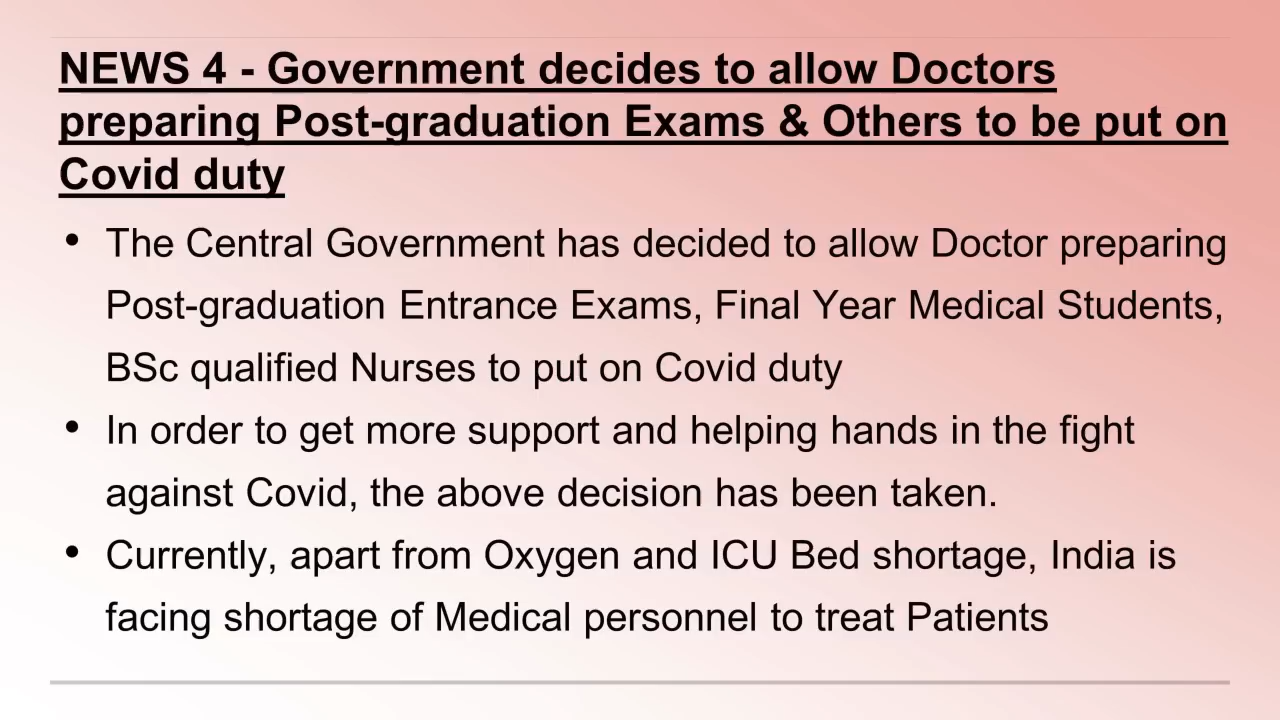 NEWS 4 - Government decides to allow Doctors
preparing Post-graduation Exams & Others to be put on
Covid duty
• The Central Government has decided to allow Doctor preparing
Post-graduation Entrance Exams, Final Year Medical Students,
BSc qualified Nurses to put on Covid duty
• In order to get more support and helping hands in the fight
against Covid, the above decision has been taken.
• Currently, apart from Oxygen and ICU Bed shortage, India is
facing shortage of Medical personnel to treat Patients